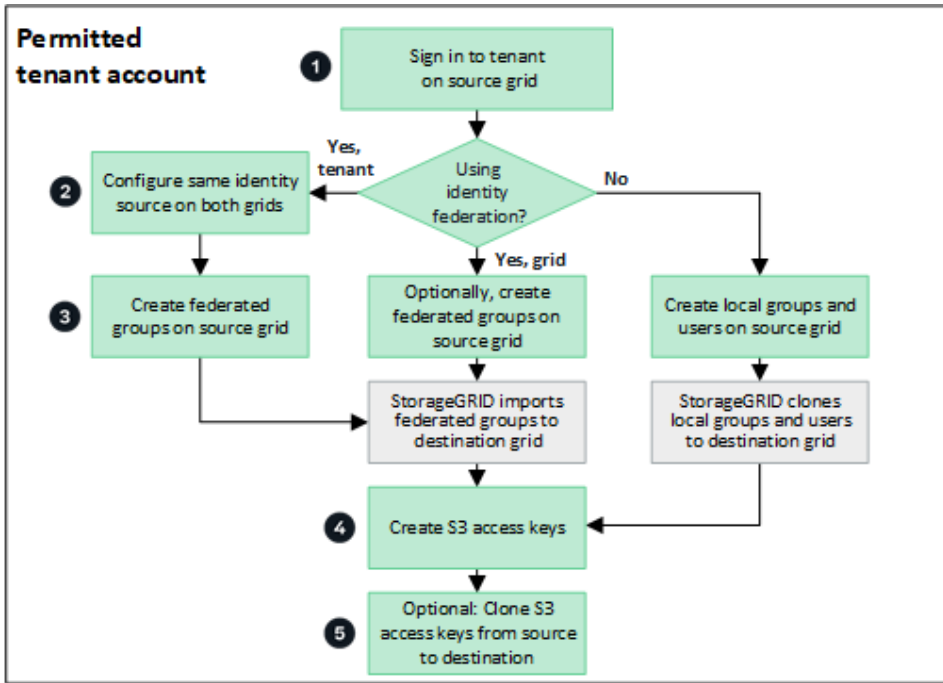 Permitted
tenant account
1
Sign in to tenant
on source grid
Yes,
tenant
Using
identity
federation?
No
2
Configure same identity
source on both grids
Yes, grid
3
Create federated
groups on source grid
Optionally, create
federated groups on
source grid
Create local groups and
users on source grid
StorageGRID imports
federated groups to
destination grid
StorageGRID clones
local groups and users
to destination grid
4
Create S3 access keys
5
Optional: Clone S3
access keys from source
to destination